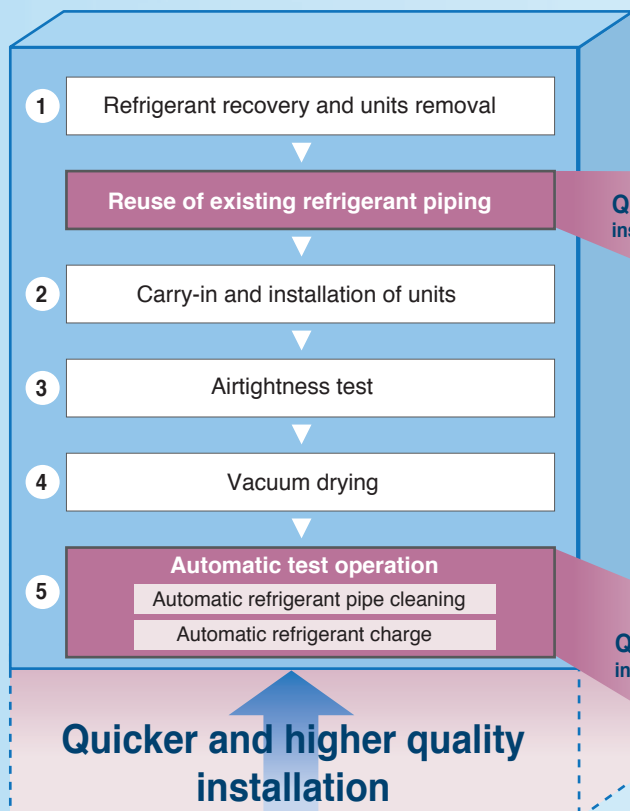 1 Refrigerant recovery and units removal
Reuse of existing refrigerant piping
2 Carry-in and installation of units
3 Airtightness test
4 Vacuum drying
5 Automatic test operation
Automatic refrigerant pipe cleaning
Automatic refrigerant charge
Quicker and higher quality
installation